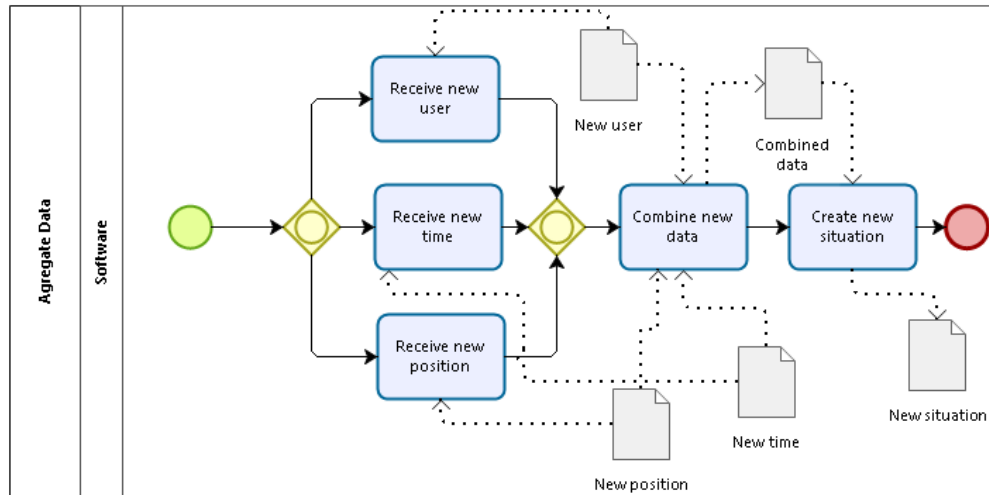 Agregate Data
Software
Receive new
user
New user
Combined
data
Receive new
time
Combine new
data
Create new
situation
Receive new
position
New situation
New time
New position